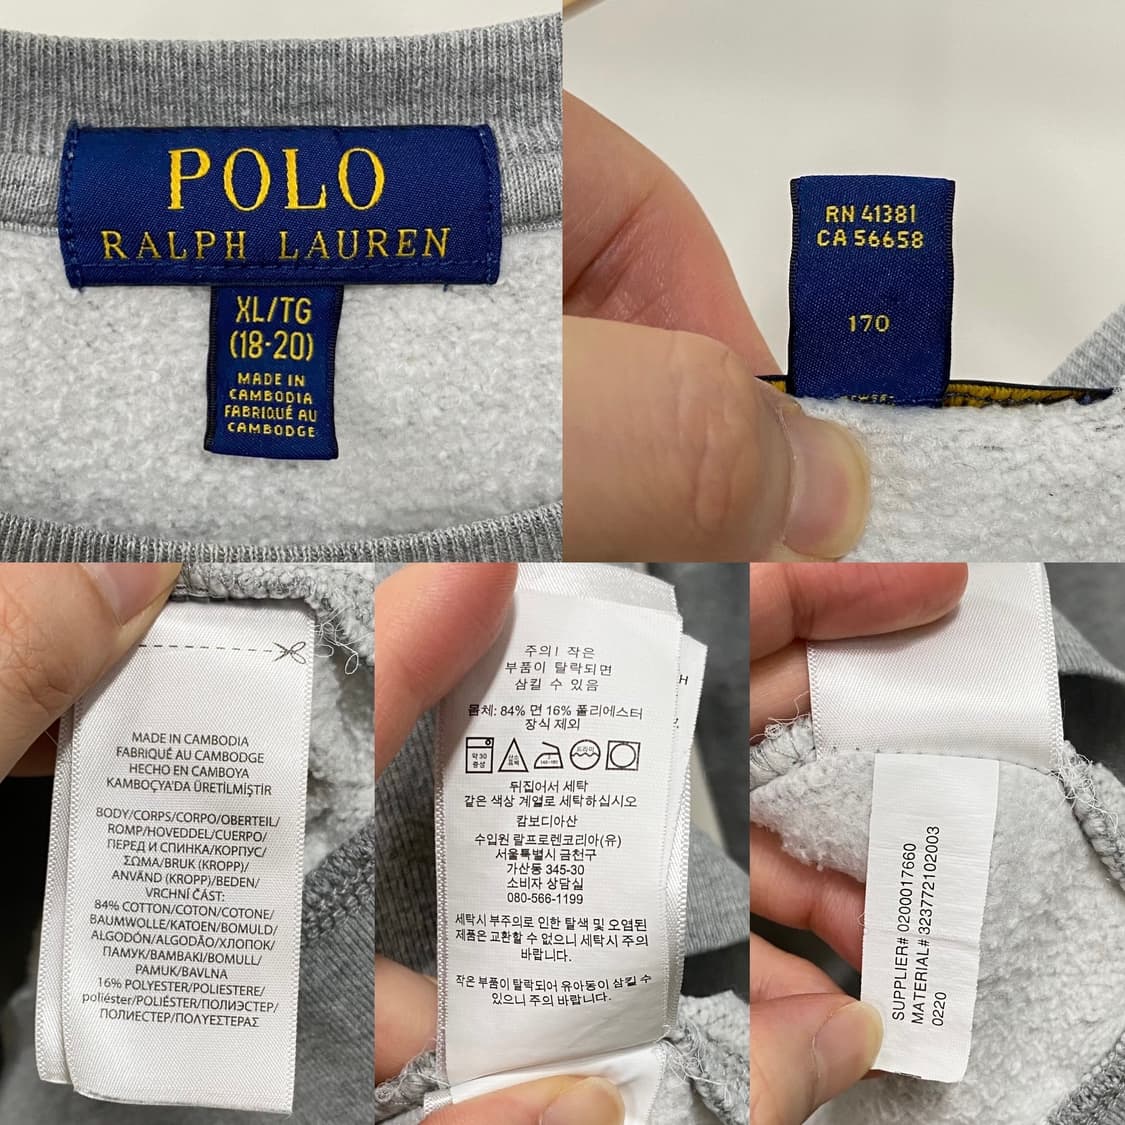 POLO
RALPH LAUREN
XL/TG
(18-20)
MADE IN
CAMBODIA
FABRIQUÉ AU
CAMBODGE
RN 41381
CA 56658
170
MADE IN CAMBODIA
FABRIQUÉ AU CAMBODGE
HECHO EN CAMBOYA
KAMBOÇYA'DA ÜRETİLMİŞTİR
BODY/CORPS/CORPO/OBERTEIL/
ROMP/HOVEDDEL/CUERPO/
ПЕРЕД И СПИНКА/КОРПУС/
ΣΩΜΑ/BRUK (KROPP)/
ANVÄND (KROPP)/BEDEN/
VRCHNÍ ČÁST:
84% COTTON/COTON/COTONE/
BAUMWOLLE/KATOEN/BOMULD/
ALGODÓN/ALGODÃO/ХЛОПОК/
ПАМУК/ΒΑΜΒΑΚΙ/BOMULL/
PAMUK/BAVLNA
16% POLYESTER/POLIESTERE/
poliéster/POLIÉSTER/ПОЛИЭСТЕР/
ПОЛИЕСТЕР/ΠΟΛΥΕΣΤΕΡΑΣ
주의! 작은
부품이 탈락되면
삼킬 수 있음
몸체: 84% 면 16% 폴리에스터
장식 제외
약 30
중성
뒤집어서 세탁
같은 색상 계열로 세탁하십시오
캄보디아산
수입원 랄프로렌코리아(유)
서울특별시 금천구
가산동 345-30
소비자 상담실
080-566-1199
세탁시 부주의로 인한 탈색 및 오염된
제품은 교환할 수 없으니 세탁시 주의
바랍니다.
작은 부품이 탈락되어 유아동이 삼킬 수
있으니 주의 바랍니다.
H
SUPPLIER# 0200017660
MATERIAL# 323772102003
0220